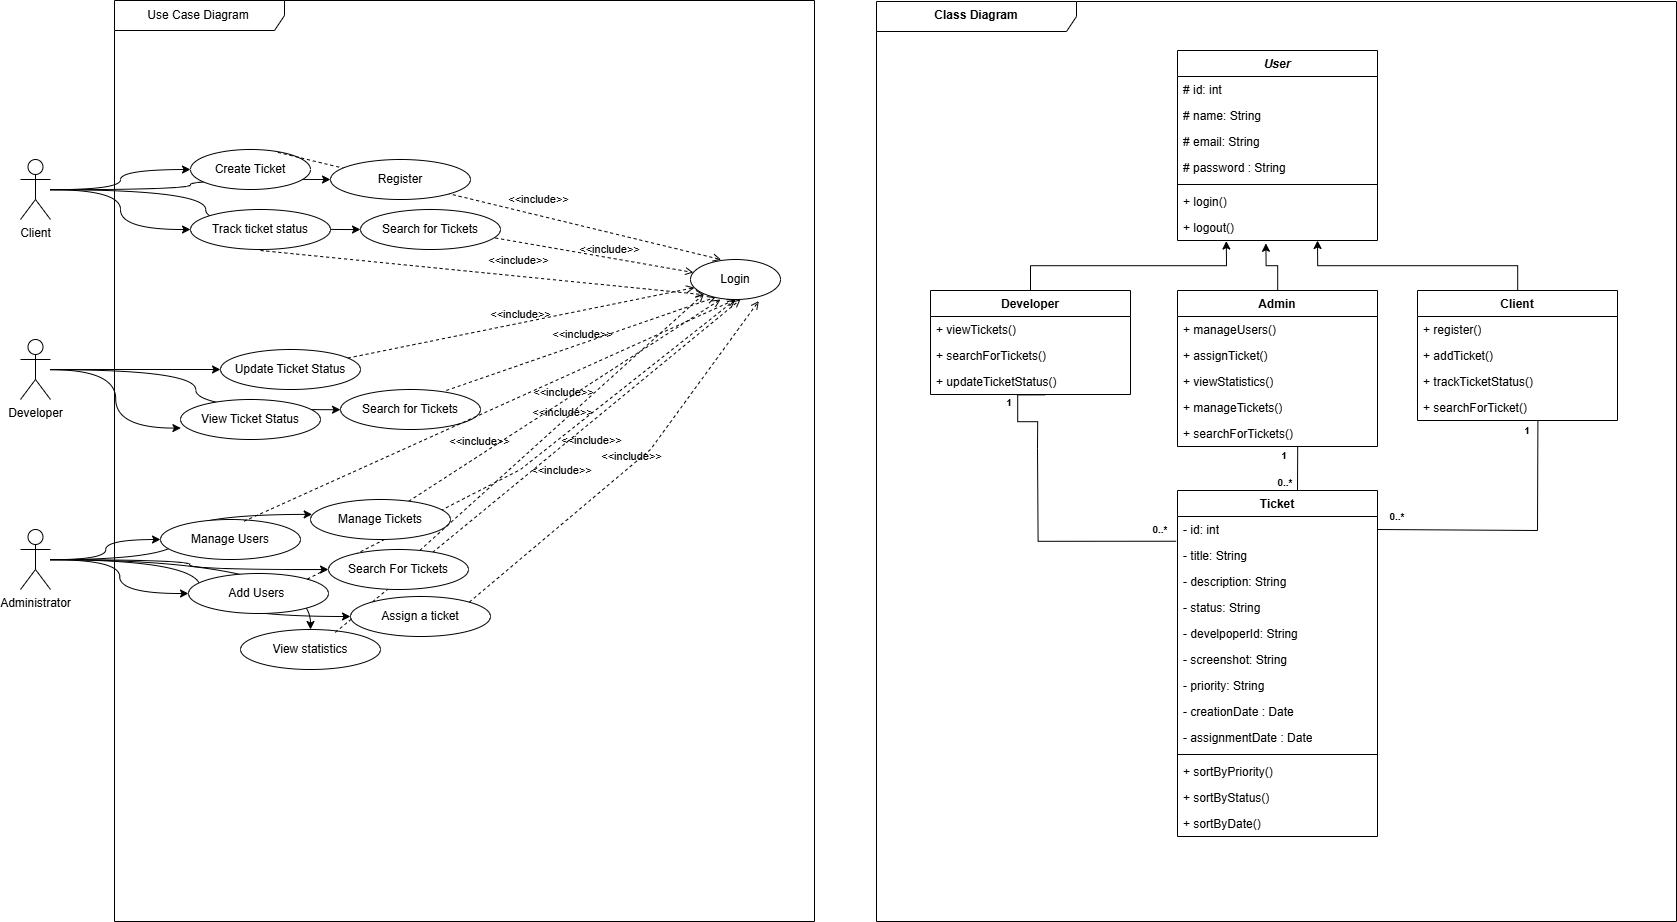 Use Case Diagram
Create Ticket
Register
Client
Track ticket status
Search for Tickets
<<include>>
<<include>>
<<include>>
Login
<<include>>
<<include>>
Developer
Update Ticket Status
View Ticket Status
Search for Tickets
<<include>>
<<include>>
<<include>>
<<include>>
<<include>>
<<include>>
Administrator
Manage Tickets
Manage Users
Search For Tickets
Add Users
Assign a ticket
View statistics
Class Diagram
User
# id: int
# name: String
# email: String
# password : String
+ login()
+ logout()
Developer
+ viewTickets()
+ searchForTickets()
+ updateTicketStatus()
1
0..*
Admin
+ manageUsers()
+ assignTicket()
+ viewStatistics()
+ manageTickets()
+ searchForTickets()
1
0..*
Client
+ register()
+ addTicket()
+ trackTicketStatus()
+ searchForTicket()
1
0..*
Ticket
- id: int
- title: String
- description: String
- status: String
- develpoperId: String
- screenshot: String
- priority: String
- creationDate : Date
- assignmentDate : Date
+ sortByPriority()
+ sortByStatus()
+ sortByDate()